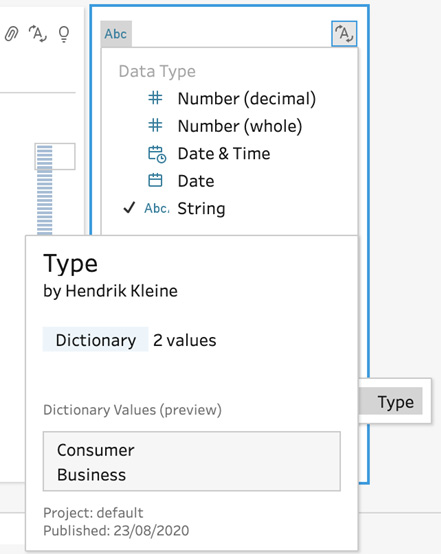 Abc
Data Type
# Number (decimal)
# Number (whole)
Date & Time
Date
✓ Abc. String
Type
by Hendrik Kleine
Dictionary 2 values
Type
Dictionary Values (preview)
Consumer
Business
Project: default
Published: 23/08/2020